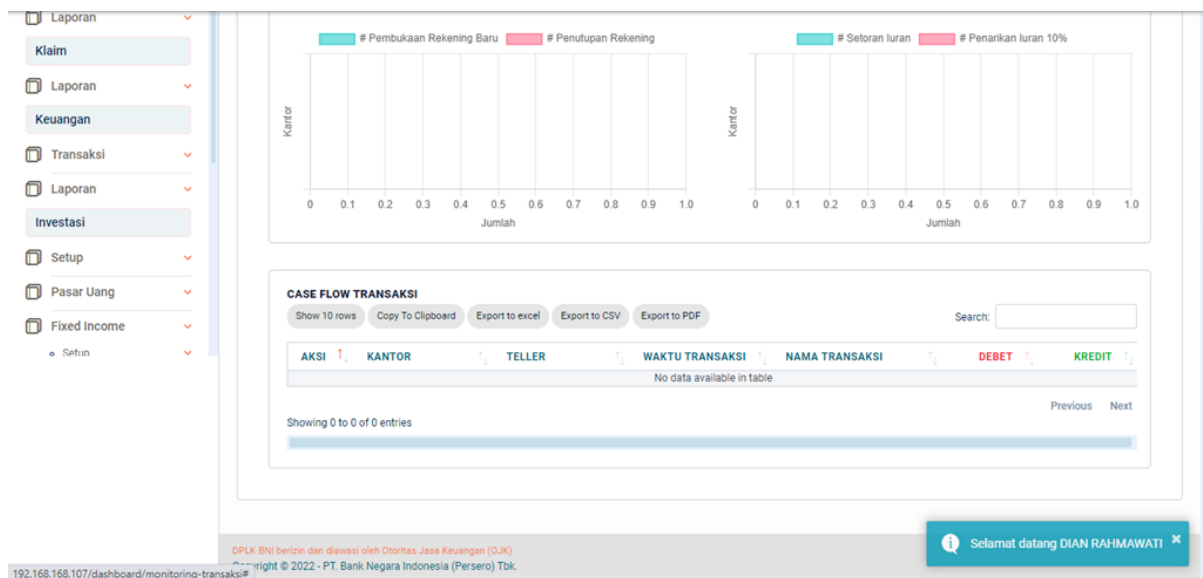 Laporan
Klaim
Laporan
Keuangan
Transaksi
Laporan
Investasi
Setup
Pasar Uang
Fixed Income
Setup
# Pembukaan Rekening Baru # Penutupan Rekening
Kantor
0 0.1 0.2 0.3 0.4 0.5 0.6 0.7 0.8 0.9 1.0
Jumlah
# Setoran Iuran # Penarikan Iuran 10%
Kantor
0 0.1 0.2 0.3 0.4 0.5 0.6 0.7 0.8 0.9 1.0
Jumlah
CASE FLOW TRANSAKSI
Show 10 rows Copy To Clipboard Export to excel Export to CSV Export to PDF Search:
AKSI KANTOR TELLER WAKTU TRANSAKSI NAMA TRANSAKSI DEBET KREDIT
No data available in table
Previous Next
Showing 0 to 0 of 0 entries
Selamat datang DIAN RAHMAWATI ×
DPLK BNI berizin dan diawasi oleh Otoritas Jasa Keuangan (OJK)
Copyright © 2022 - PT. Bank Negara Indonesia (Persero) Tbk.
192.168.168.107/dashboard/monitoring-transaksi#